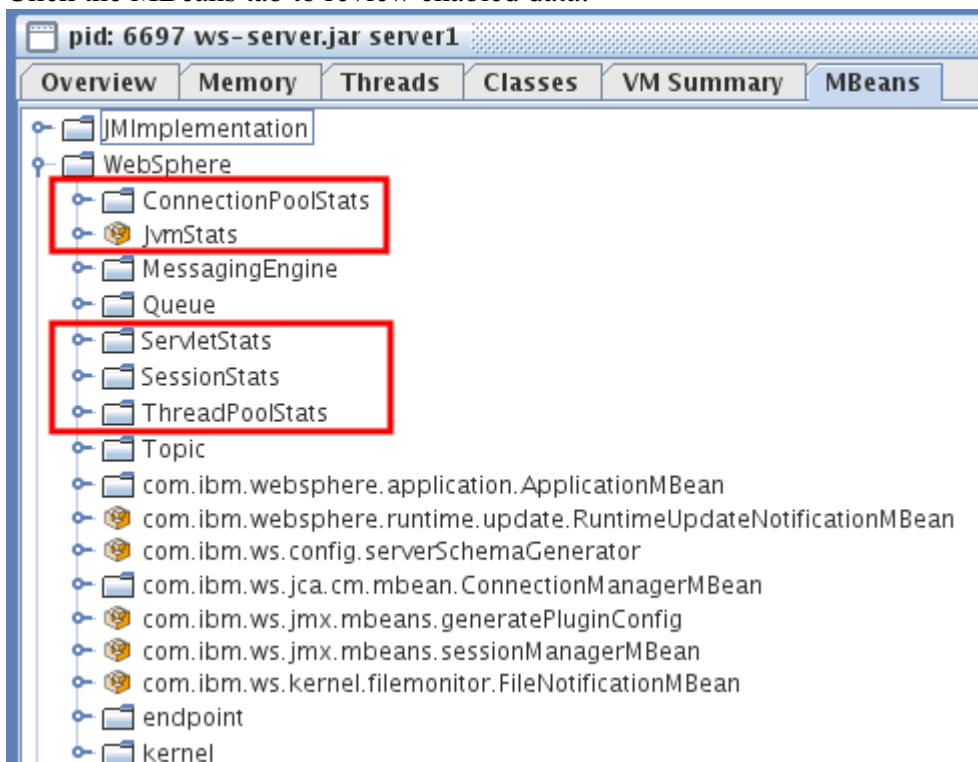 Click the MBeans tab to review enabled data.
pid: 6697 ws-server.jar server1
Overview Memory Threads Classes VM Summary MBeans
JMImplementation
WebSphere
ConnectionPoolStats
JvmStats
MessagingEngine
Queue
ServletStats
SessionStats
ThreadPoolStats
Topic
com.ibm.websphere.application.ApplicationMBean
com.ibm.websphere.runtime.update.RuntimeUpdateNotificationMBean
com.ibm.ws.config.serverSchemaGenerator
com.ibm.ws.jca.cm.mbean.ConnectionManagerMBean
com.ibm.ws.jmx.mbeans.generatePluginConfig
com.ibm.ws.jmx.mbeans.sessionManagerMBean
com.ibm.ws.kernel.filemonitor.FileNotificationMBean
endpoint
kernel